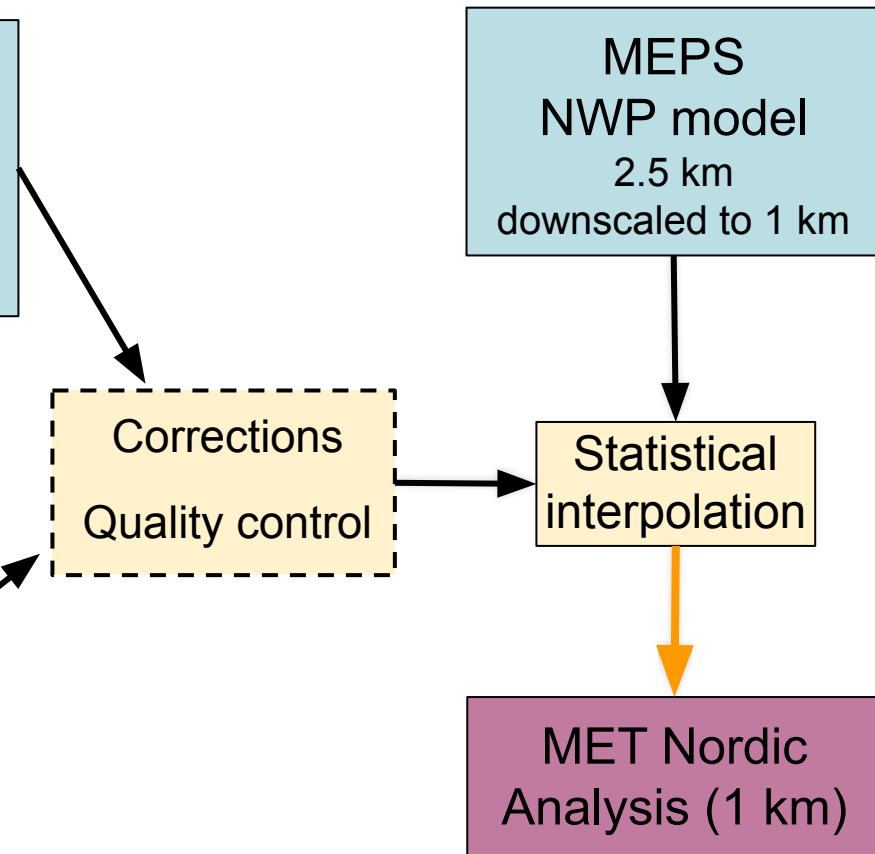 MEPS
NWP model
2.5 km
downscaled to 1 km
Corrections
Quality control
Statistical
interpolation
MET Nordic
Analysis (1 km)